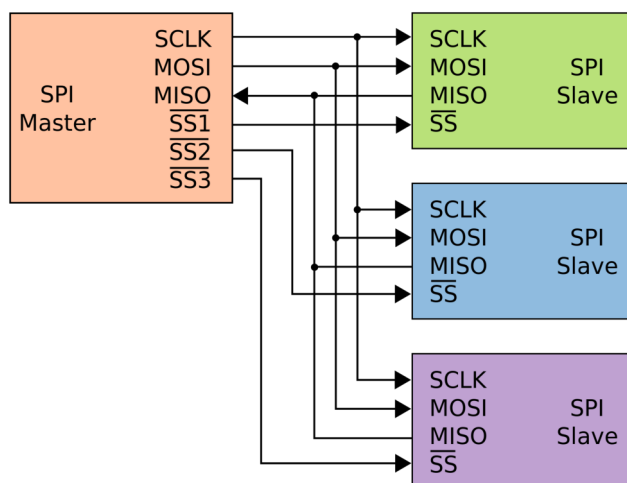 SPI
Master
SCLK
MOSI
MISO
SS1
SS2
SS3
SCLK
MOSI
MISO
SS
SPI
Slave
SCLK
MOSI
MISO
SS
SPI
Slave
SCLK
MOSI
MISO
SS
SPI
Slave